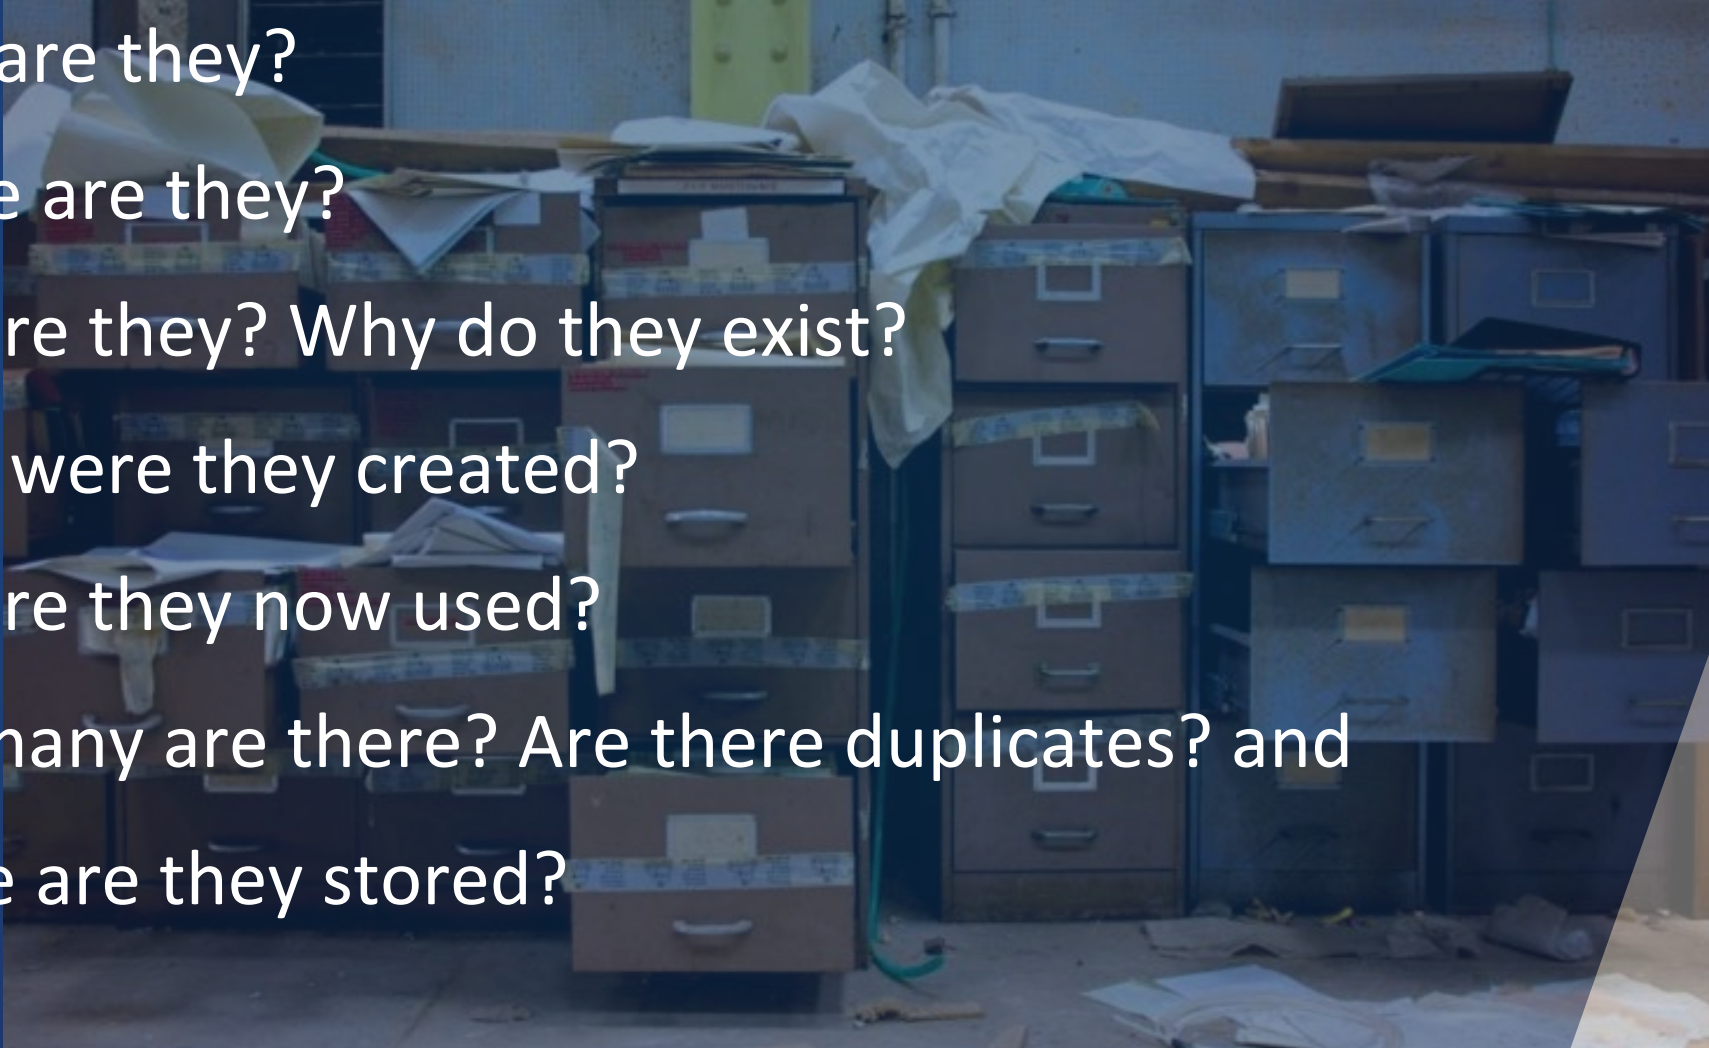 are they?
e are they?
re they? Why do they exist?
were they created?
re they now used?
many are there? Are there duplicates? and
e are they stored?